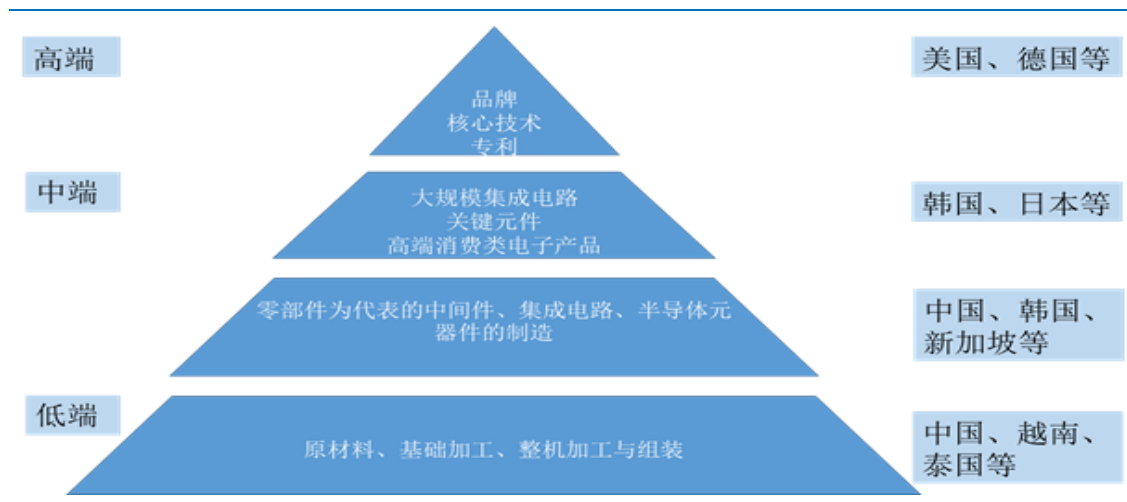 高端
美国、德国等
品牌
核心技术
专利
中端
韩国、日本等
大规模集成电路
关键元件
高端消费类电子产品
零部件为代表的中间件、集成电路、半导体元
器件的制造
中国、韩国、
新加坡等
低端
原材料、基础加工、整机加工与组装
中国、越南、
泰国等